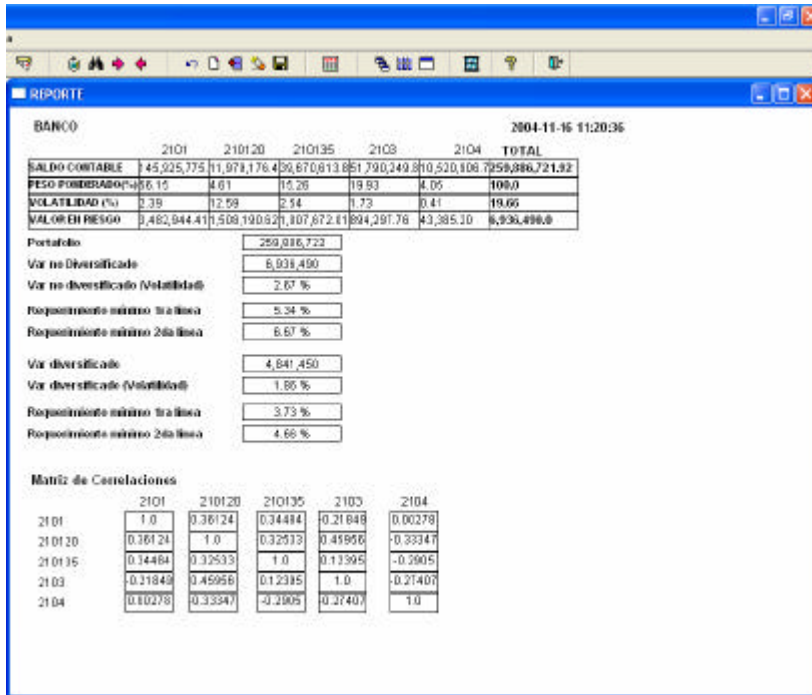 a
REPORTE
BANCO 2004-11-16 11:20:36
2101 210120 210135 2103 2104 TOTAL
SALDO CONTABLE 145,925,775. 11,979,176.4 39,670,613.8 51,790,249.8 10,520,906.7 259,886,721.92
PESO PONDERADO(%) 56.15 4.61 15.26 19.93 4.05 100.0
VOLATILIDAD (%) 2.39 12.59 2.54 1.73 0.41 19.66
VALOR EN RIESGO 3,482,944.41 1,508,190.62 1,007,672.01 894,297.76 43,385.20 6,936,490.0
Portafolio 259,886,722
Var no Diversificado 6,936,490
Var no diversificado (Volatilidad) 2.67 %
Requerimiento mínimo 1ra línea 5.34 %
Requerimiento mínimo 2da línea 6.67 %
Var diversificado 4,841,450
Var diversificado (Volatilidad) 1.86 %
Requerimiento mínimo 1ra línea 3.73 %
Requerimiento mínimo 2da línea 4.66 %
Matriz de Correlaciones
2101 210120 210135 2103 2104
2101 1.0 0.36124 0.34484 -0.21849 0.00278
210120 0.36124 1.0 -0.32533 0.45956 -0.33347
210135 0.34484 0.32533 1.0 0.12395 -0.2905
2103 -0.21849 0.45956 0.12395 1.0 -0.27407
2104 0.00278 -0.33347 -0.2905 -0.27407 1.0